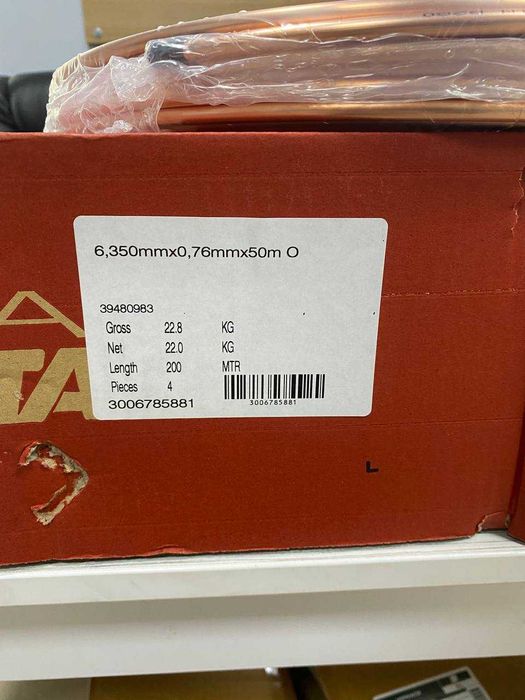 6,350mmx0,76mmx50m O
39480983
Gross 22.8 KG
Net 22.0 KG
Length 200 MTR
Pieces 4
3006785881
3006785881
TA
L